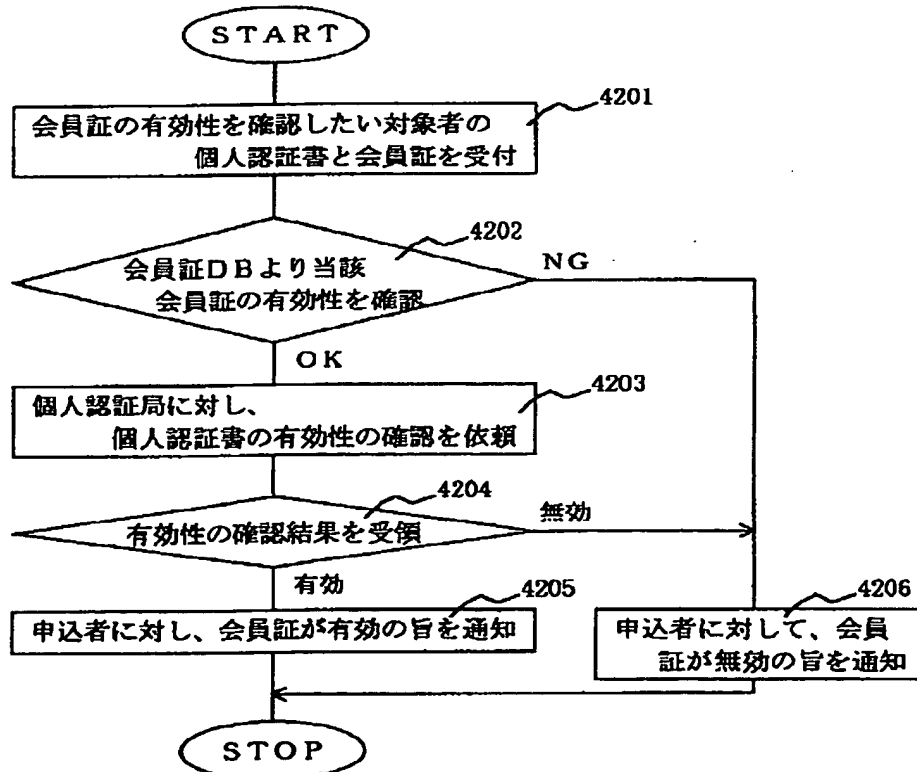 START
4201
会員証の有効性を確認したい対象者の
個人認証書と会員証を受付
4202
会員証DBより当該
会員証の有効性を確認
NG
OK
4203
個人認証局に対し、
個人認証書の有効性の確認を依頼
4204
有効性の確認結果を受領
無効
有効
4205
申込者に対し、会員証が有効の旨を通知
4206
申込者に対して、会員
証が無効の旨を通知
STOP